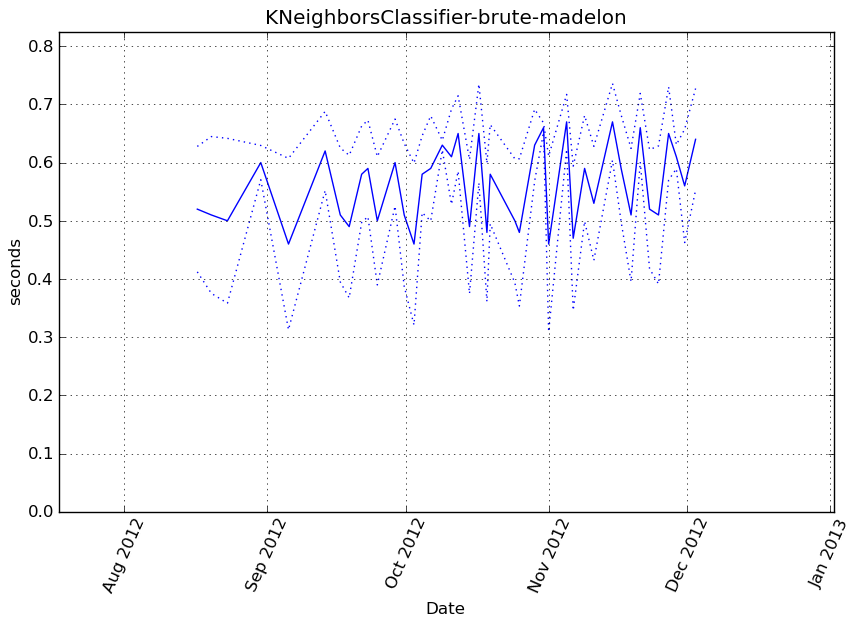 KNeighborsClassifier-brute-madelon
0.8
0.7
0.6
0.5
0.4
0.3
0.2
0.1
0.0
seconds
Aug 2012
Sep 2012
Oct 2012
Nov 2012
Dec 2012
Jan 2013
Date